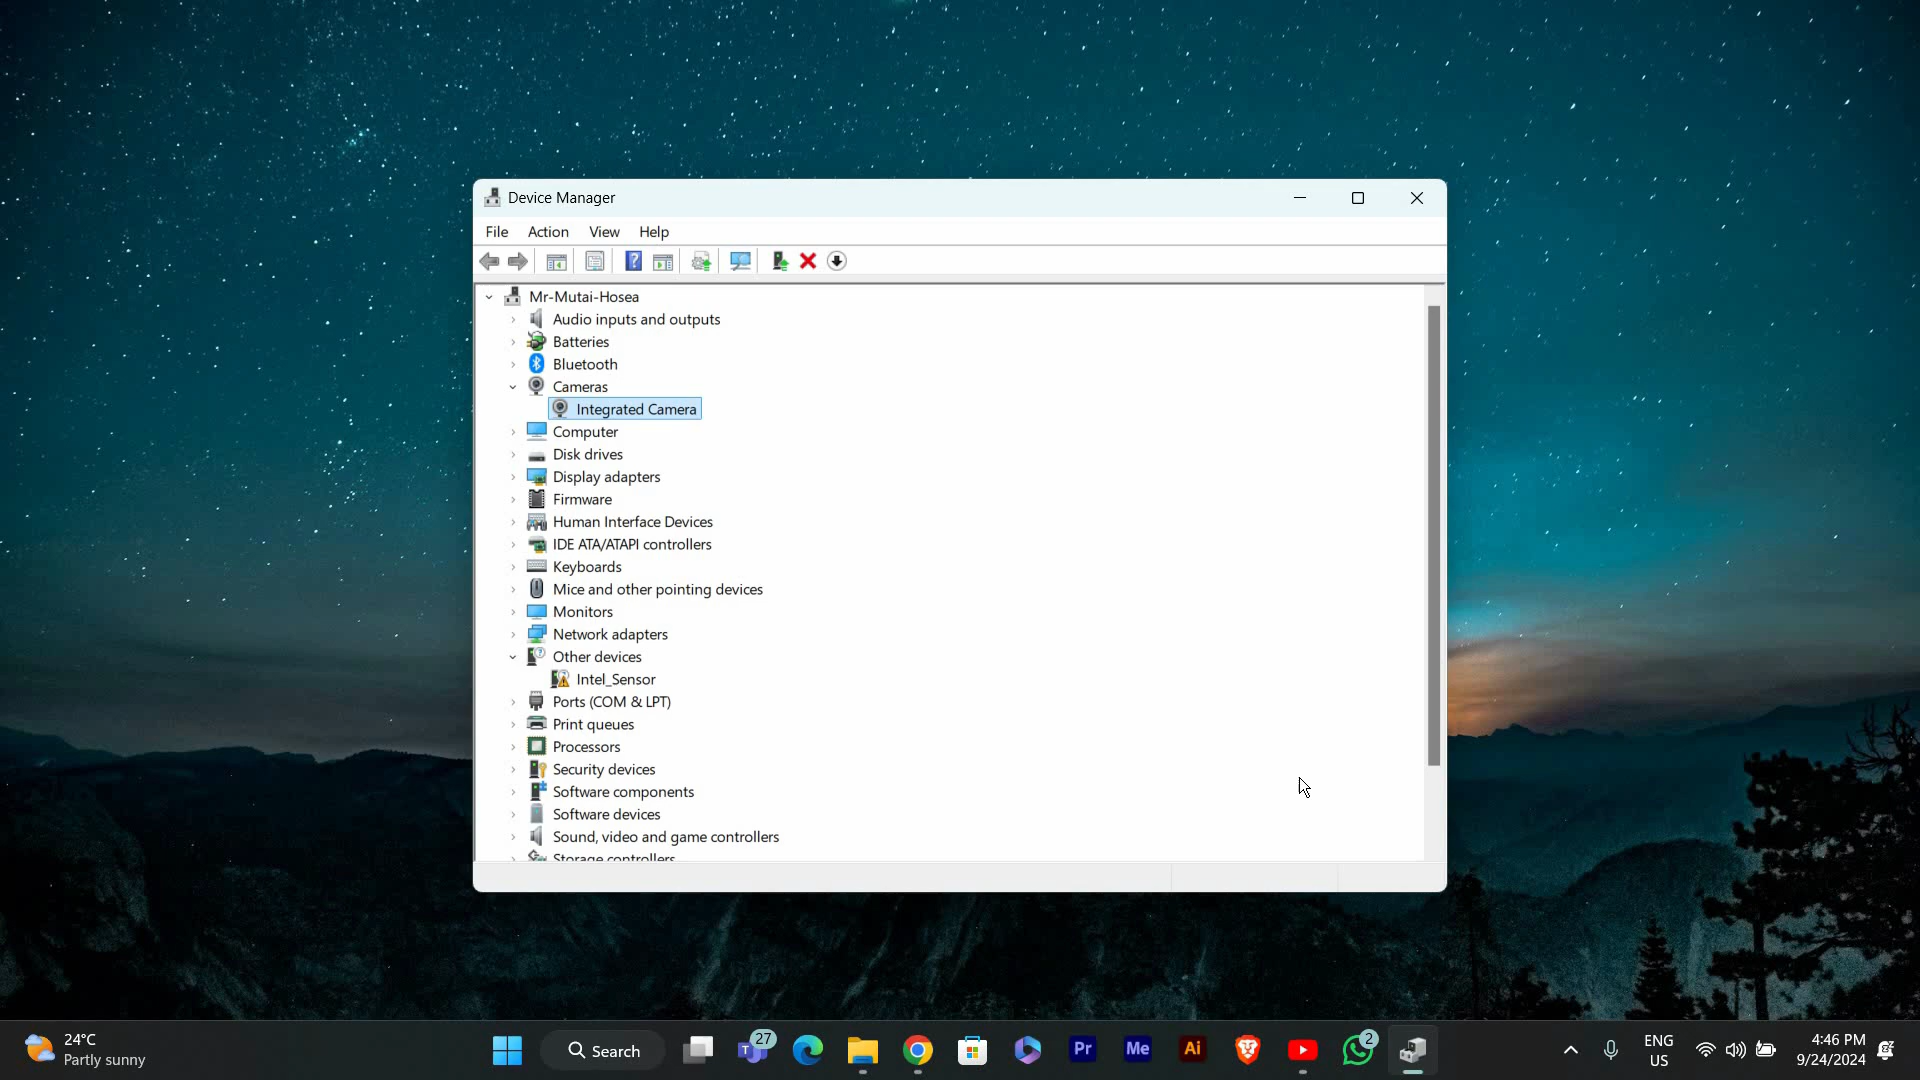 Device Manager
File Action View Help
Mr-Mutai-Hosea
Audio inputs and outputs
Batteries
Bluetooth
Cameras
Integrated Camera
Computer
Disk drives
Display adapters
Firmware
Human Interface Devices
IDE ATA/ATAPI controllers
Keyboards
Mice and other pointing devices
Monitors
Network adapters
Other devices
Intel_Sensor
Ports (COM & LPT)
Print queues
Processors
Security devices
Software components
Software devices
Sound, video and game controllers
Storage controllers
24°C
Partly sunny
Search
27
Pr
Me
Ai
2
ENG
US
4:46 PM
9/24/2024